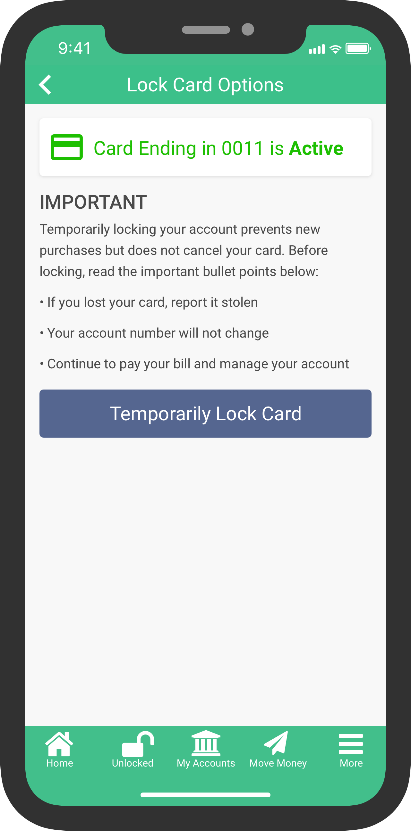 9:41
Lock Card Options
Card Ending in 0011 is Active
IMPORTANT
Temporarily locking your account prevents new
purchases but does not cancel your card. Before
locking, read the important bullet points below:
• If you lost your card, report it stolen
• Your account number will not change
• Continue to pay your bill and manage your account
Temporarily Lock Card
Home Unlocked My Accounts Move Money More